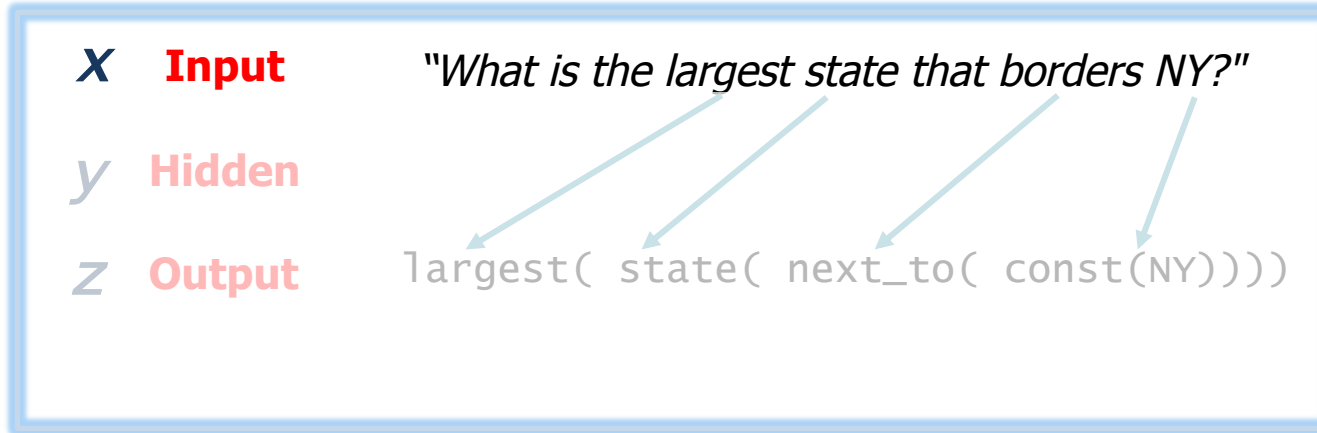 x Input “What is the largest state that borders NY?"
y Hidden
z Output largest( state( next_to( const(NY))))